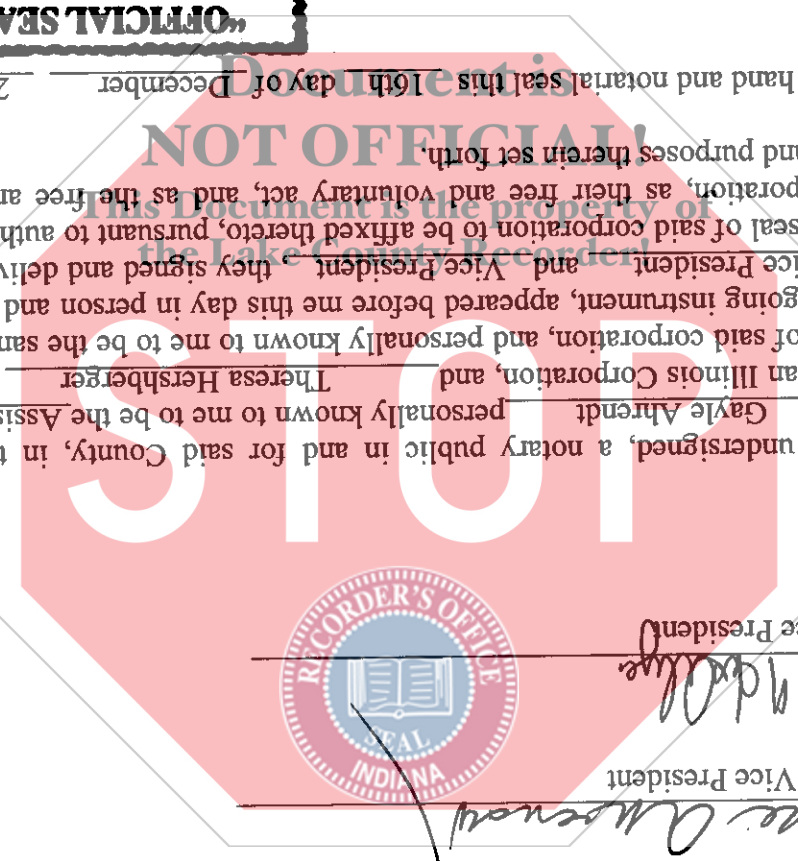 Vice President
ce President
undersigned, a notary public in and for said County, in t
Gayle Ahrendt personally known to me to be the Assis
an Illinois Corporation, and Theresa Hershberger
of said corporation, and personally known to me to be the sam
going instrument, appeared before me this day in person and
ice President and Vice President, they signed and deliv
seal of said corporation to be affixed thereto, pursuant to auth
poration, as their free and voluntary act, and as the free an
and purposes therein set forth.
hand and notarial seal this 16th day of December 2
"OFFICIAL SEA
Document is
NOT OFFICIAL!
This Document is the property of
the Lake County Recorder!
STOP
RECORDER'S OFFICE
SEAL
INDIANA